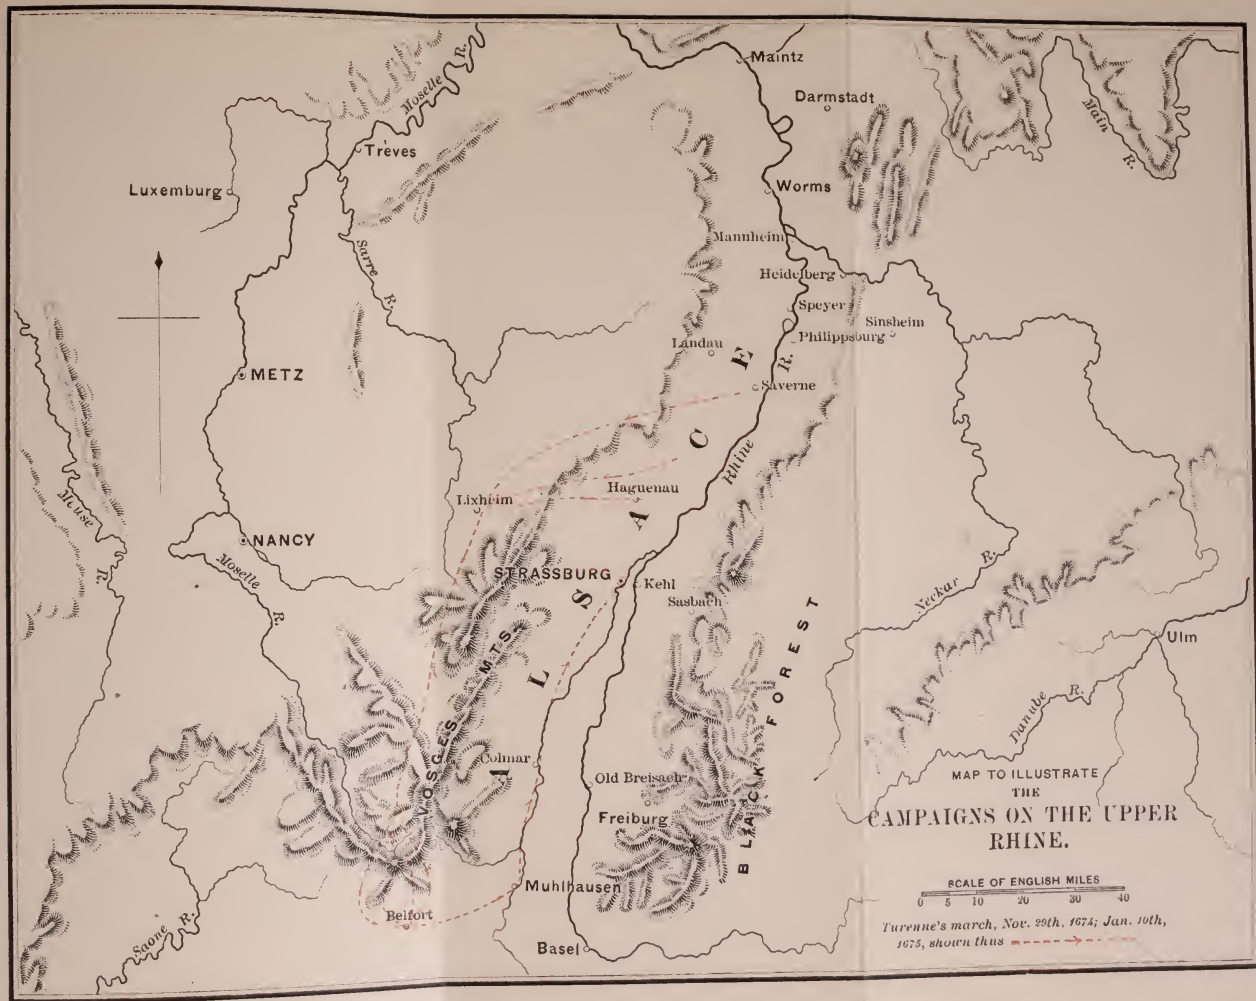 Maintz
Darmstadt
Moselle R.
Main R.
Trèves
Luxemburg
Worms
Mannheim
Sarre R.
Heidelberg
Speyer
Sinsheim
Philippsburg
Landau
METZ
Saverne
R.
Rhine
Haguenau
Lixheim
Meuse R.
NANCY
Moselle R.
STRASSBURG
Kehl
Sasbach
Neckar R.
Ulm
ALSACE
VOSGES MTS.
BLACK FOREST
Danube R.
Colmar
Old Breisach
Freiburg
Muhlhausen
Belfort
Basel
Saone R.
MAP TO ILLUSTRATE
THE
CAMPAIGNS ON THE UPPER
RHINE.
SCALE OF ENGLISH MILES
0 5 10 20 30 40
Turenne's march, Nov. 29th, 1674; Jan. 10th,
1675, shown thus